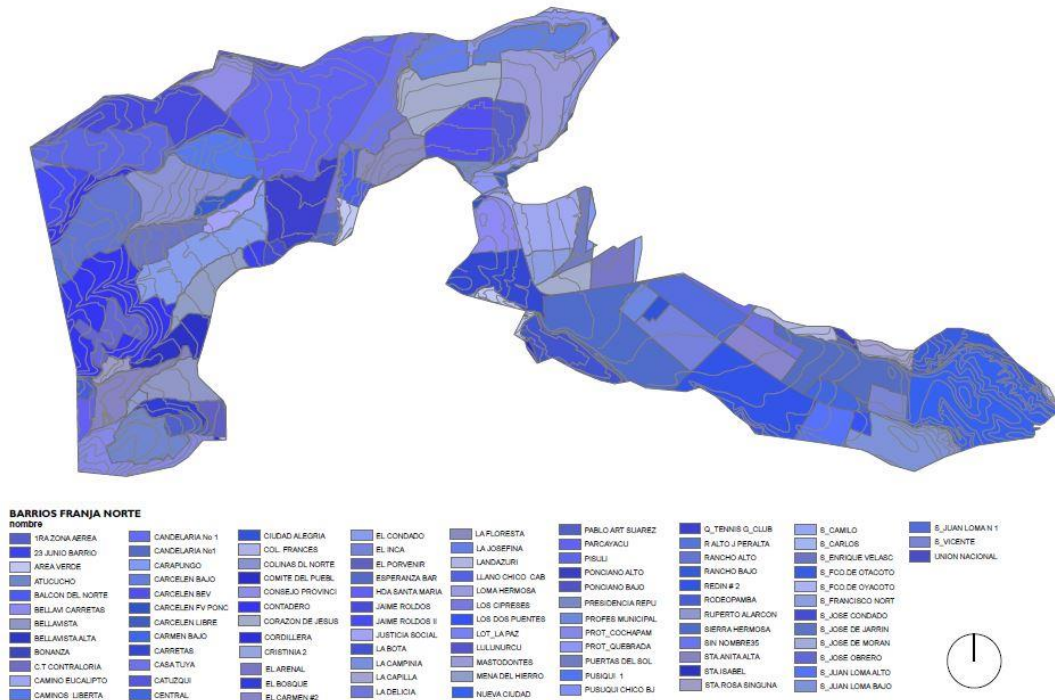 BARRIOS FRANJA NORTE
nombre
1RA ZONA AEREA
23 JUNIO BARRIO
AREA VERDE
ATUCUCHO
BALCON DEL NORTE
BELLAVI CARRETAS
BELLAVISTA
BELLAVISTA ALTA
BONANZA
C.T CONTRALORIA
CAMINO EUCALIPTO
CAMINOS LIBERTA
CANDELARIA No 1
CANDELARIA No1
CARAPUNGO
CARCELEN BAJO
CARCELEN BEV
CARCELEN FV PONC
CARCELEN LIBRE
CARMEN BAJO
CARRETAS
CASA TUYA
CATUZQUI
CENTRAL
CIUDAD ALEGRIA
COL. FRANCES
COLINAS DL NORTE
COMITE DEL PUEBL
CONSEJO PROVINCI
CONTADERO
CORAZON DE JESUS
CORDILLERA
CRISTINIA 2
EL ARENAL
EL BOSQUE
EL CARMEN #2
EL CONDADO
EL INCA
EL PORVENIR
ESPERANZA BAR
HDA SANTA MARIA
JAIME ROLDOS
JAIME ROLDOS II
JUSTICIA SOCIAL
LA BOTA
LA CAMPINIA
LA CAPILLA
LA DELICIA
LA FLORESTA
LA JOSEFINA
LANDAZURI
LLANO CHICO CAB
LOMA HERMOSA
LOS CIPRESES
LOS DOS PUENTES
LOT_LA PAZ
LULUNURCU
MASTODONTES
MENA DEL HIERRO
NUEVA CIUDAD
PABLO ART SUAREZ
PARCAYACU
PISULI
PONCIANO ALTO
PONCIANO BAJO
PRESIDENCIA REPU
PROFES MUNICIPAL
PROT_COCHAPAM
PROT_QUEBRADA
PUERTAS DEL SOL
PUSIQUI 1
PUSUQUI CHICO BJ
Q_TENNIS G_CLUB
R ALTO J PERALTA
RANCHO ALTO
RANCHO BAJO
REDIN # 2
RODEOPAMBA
RUPERTO ALARCON
SIERRA HERMOSA
SIN NOMBRE35
STA ANITA ALTA
STA ISABEL
STA ROSA SINGUNA
S_CAMILO
S_CARLOS
S_ENRIQUE VELASC
S_FCO DE OTACOTO
S_FCO DE OYACOTO
S_FRANCISCO NORT
S_JOSE CONDADO
S_JOSE DE JARRIN
S_JOSE DE MORAN
S_JOSE OBRERO
S_JUAN LOMA ALTO
S_JUAN LOMA BAJO
S_JUAN LOMA N 1
S_VICENTE
UNION NACIONAL